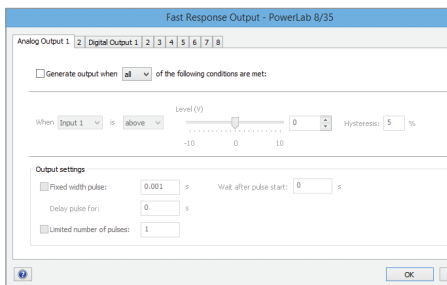 Fast Response Output - PowerLab 8/35
Analog Output 1 2 Digital Output 1 2 3 4 5 6 7 8
Generate output when all of the following conditions are met:
Level (V)
When Input 1 is above 0 Hysteresis: 5 %
-10 0 10
Output settings
Fixed width pulse: 0.001 s Wait after pulse start: 0 s
Delay pulse for: 0 s
Limited number of pulses: 1
? OK